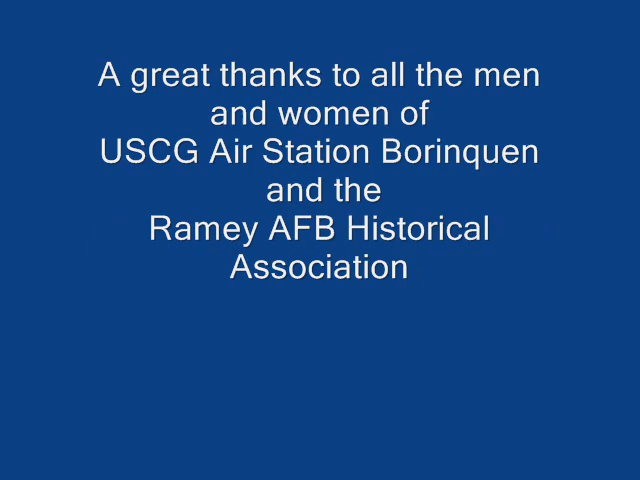 A great thanks to all the men
and women of
USCG Air Station Borinquen
and the
Ramey AFB Historical
Association